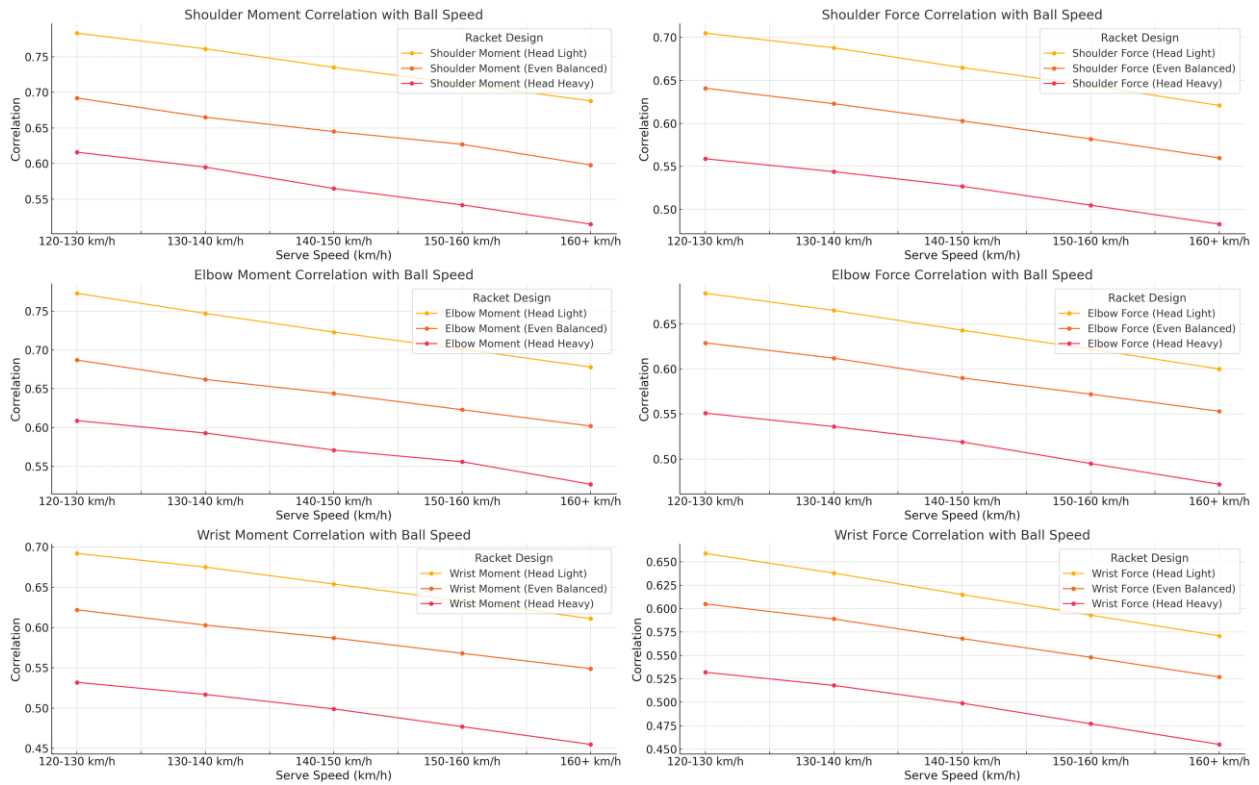 Shoulder Moment Correlation with Ball Speed
Correlation
0.75
0.70
0.65
0.60
0.55
Racket Design
Shoulder Moment (Head Light)
Shoulder Moment (Even Balanced)
Shoulder Moment (Head Heavy)
120-130 km/h 130-140 km/h 140-150 km/h 150-160 km/h 160+ km/h
Serve Speed (km/h)
Shoulder Force Correlation with Ball Speed
Correlation
0.70
0.65
0.60
0.55
0.50
Racket Design
Shoulder Force (Head Light)
Shoulder Force (Even Balanced)
Shoulder Force (Head Heavy)
120-130 km/h 130-140 km/h 140-150 km/h 150-160 km/h 160+ km/h
Serve Speed (km/h)
Elbow Moment Correlation with Ball Speed
Correlation
0.75
0.70
0.65
0.60
0.55
Racket Design
Elbow Moment (Head Light)
Elbow Moment (Even Balanced)
Elbow Moment (Head Heavy)
120-130 km/h 130-140 km/h 140-150 km/h 150-160 km/h 160+ km/h
Serve Speed (km/h)
Elbow Force Correlation with Ball Speed
Correlation
0.65
0.60
0.55
0.50
Racket Design
Elbow Force (Head Light)
Elbow Force (Even Balanced)
Elbow Force (Head Heavy)
120-130 km/h 130-140 km/h 140-150 km/h 150-160 km/h 160+ km/h
Serve Speed (km/h)
Wrist Moment Correlation with Ball Speed
Correlation
0.70
0.65
0.60
0.55
0.50
0.45
Racket Design
Wrist Moment (Head Light)
Wrist Moment (Even Balanced)
Wrist Moment (Head Heavy)
120-130 km/h 130-140 km/h 140-150 km/h 150-160 km/h 160+ km/h
Serve Speed (km/h)
Wrist Force Correlation with Ball Speed
Correlation
0.650
0.625
0.600
0.575
0.550
0.525
0.500
0.475
0.450
Racket Design
Wrist Force (Head Light)
Wrist Force (Even Balanced)
Wrist Force (Head Heavy)
120-130 km/h 130-140 km/h 140-150 km/h 150-160 km/h 160+ km/h
Serve Speed (km/h)